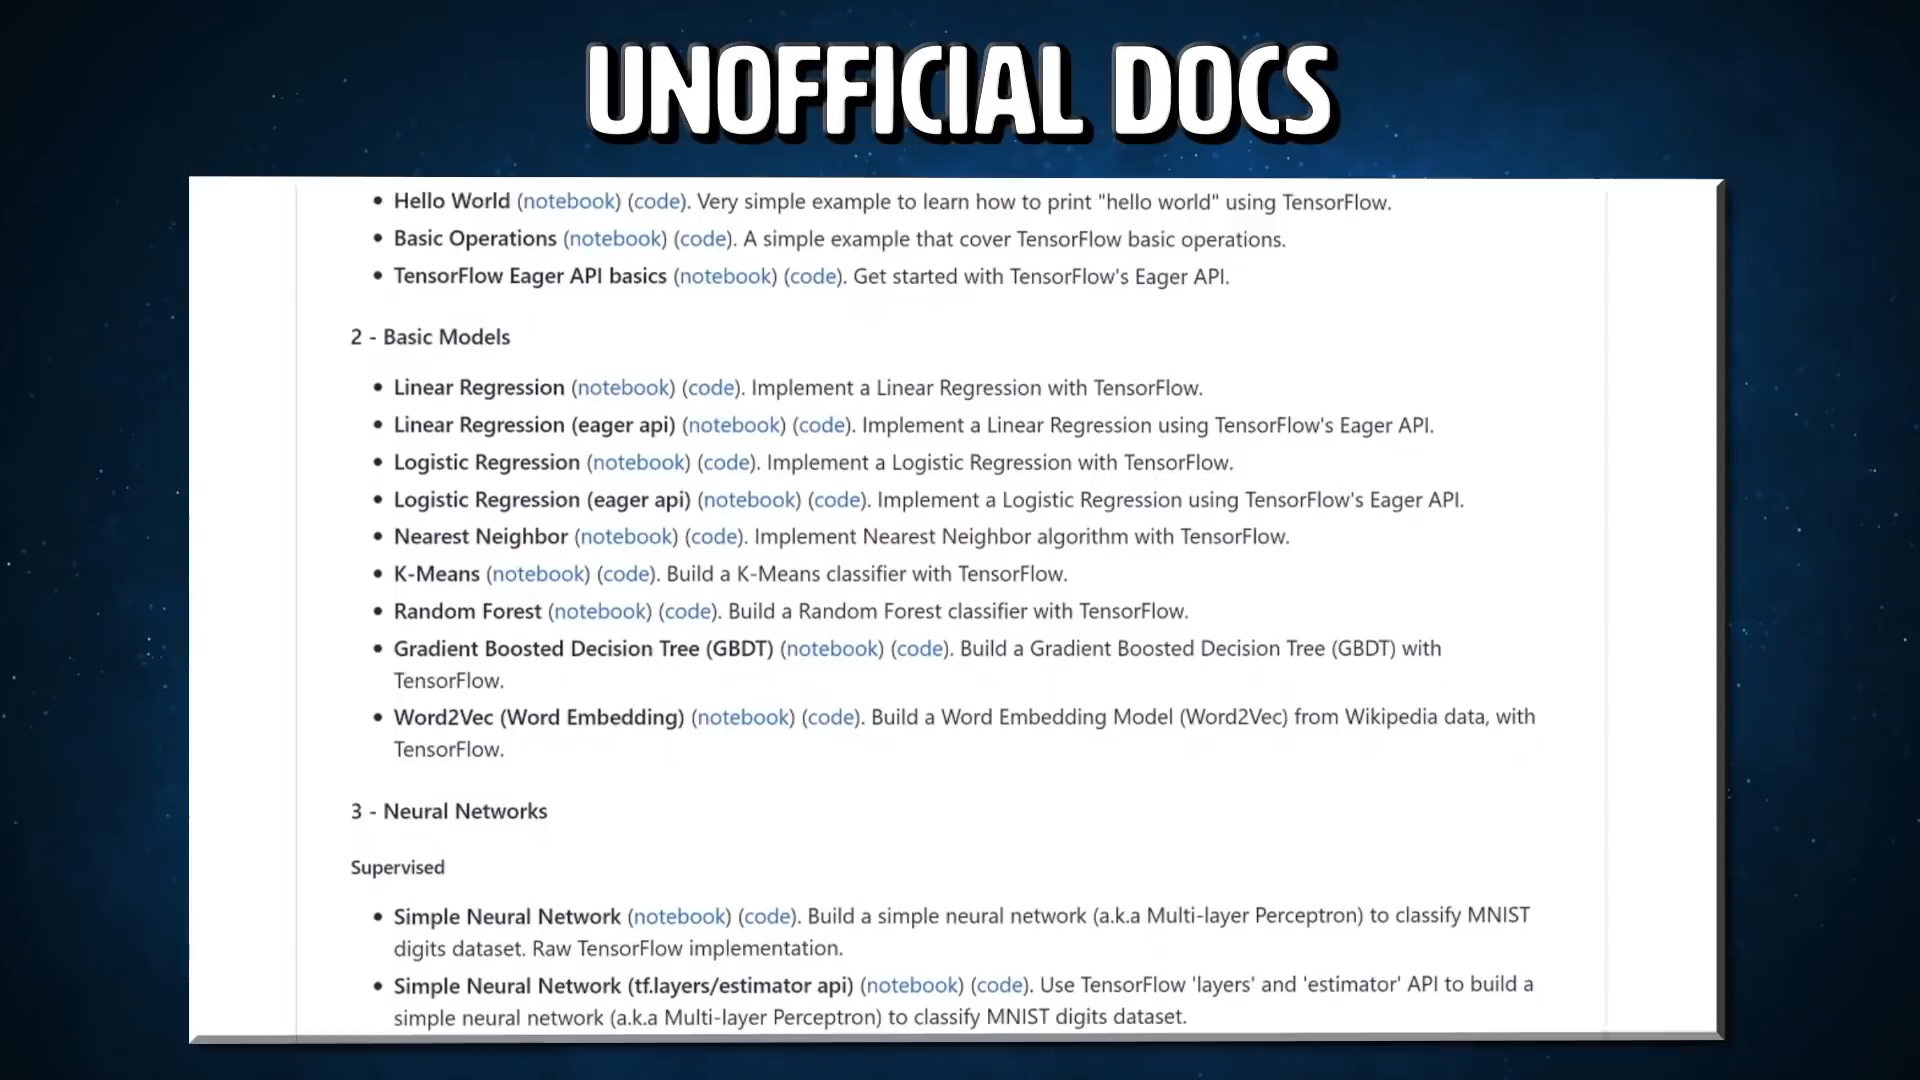 UNOFFICIAL DOCS
• Hello World (notebook) (code). Very simple example to learn how to print "hello world" using TensorFlow.
• Basic Operations (notebook) (code). A simple example that cover TensorFlow basic operations.
• TensorFlow Eager API basics (notebook) (code). Get started with TensorFlow's Eager API.
2 - Basic Models
• Linear Regression (notebook) (code). Implement a Linear Regression with TensorFlow.
• Linear Regression (eager api) (notebook) (code). Implement a Linear Regression using TensorFlow's Eager API.
• Logistic Regression (notebook) (code). Implement a Logistic Regression with TensorFlow.
• Logistic Regression (eager api) (notebook) (code). Implement a Logistic Regression using TensorFlow's Eager API.
• Nearest Neighbor (notebook) (code). Implement Nearest Neighbor algorithm with TensorFlow.
• K-Means (notebook) (code). Build a K-Means classifier with TensorFlow.
• Random Forest (notebook) (code). Build a Random Forest classifier with TensorFlow.
• Gradient Boosted Decision Tree (GBDT) (notebook) (code). Build a Gradient Boosted Decision Tree (GBDT) with
TensorFlow.
• Word2Vec (Word Embedding) (notebook) (code). Build a Word Embedding Model (Word2Vec) from Wikipedia data, with
TensorFlow.
3 - Neural Networks
Supervised
• Simple Neural Network (notebook) (code). Build a simple neural network (a.k.a Multi-layer Perceptron) to classify MNIST
digits dataset. Raw TensorFlow implementation.
• Simple Neural Network (tf.layers/estimator api) (notebook) (code). Use TensorFlow 'layers' and 'estimator' API to build a
simple neural network (a.k.a Multi-layer Perceptron) to classify MNIST digits dataset.